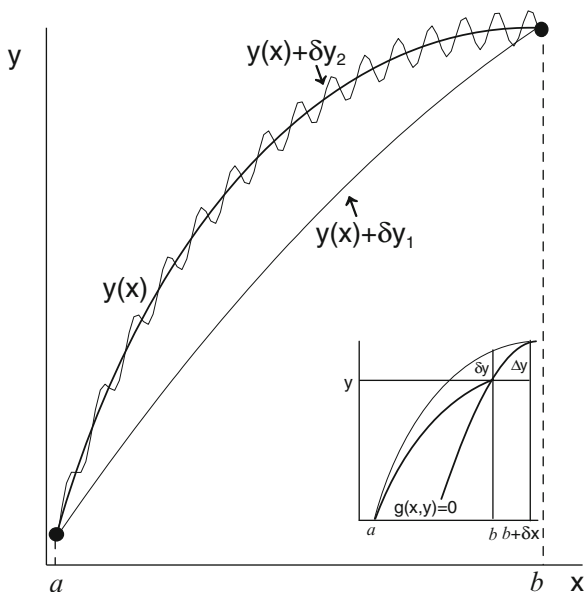 y
y(x)+δy₂
y(x)+δy₁
y(x)
δy Δy
y
g(x,y)=0
a b b+δx
a b x